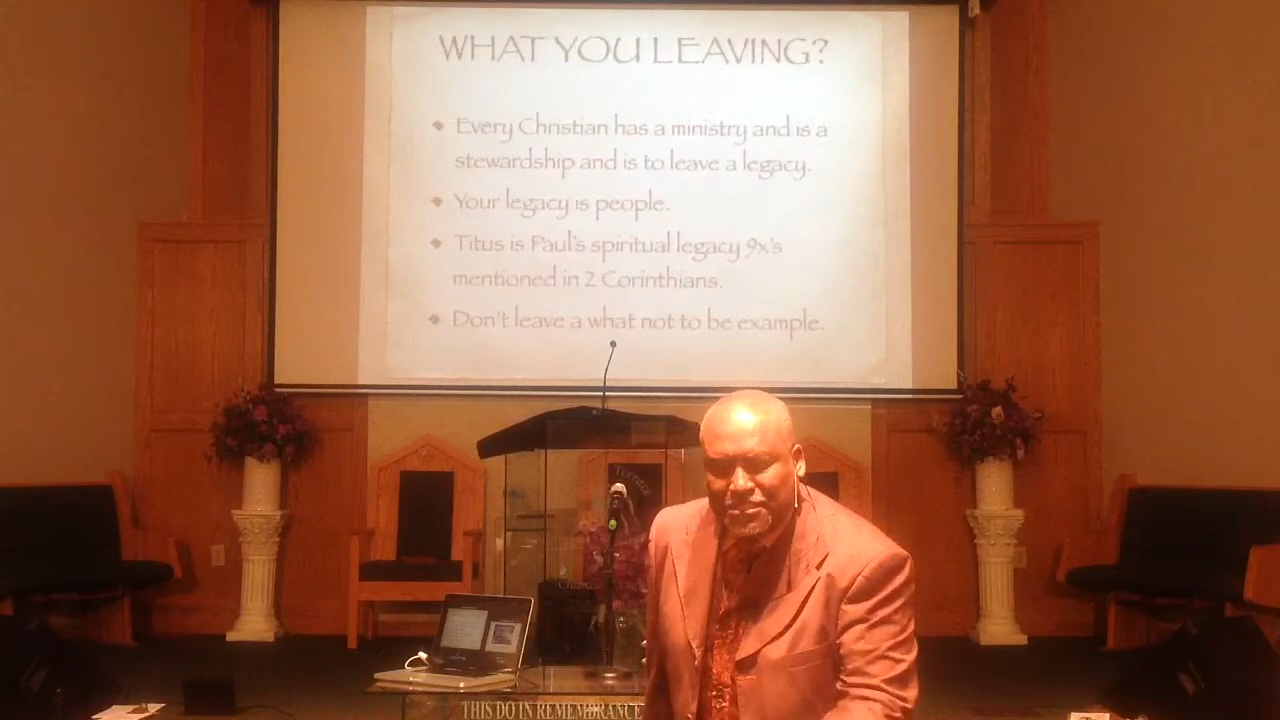 WHAT YOU LEAVING?
Every Christian has a ministry and is a
stewardship and is to leave a legacy.
Your legacy is people.
Titus is Paul's spiritual legacy 9x's
mentioned in 2 Corinthians.
Don't leave a what not to be example.
Terrace
Church
THIS DO IN REMEMBRANCE